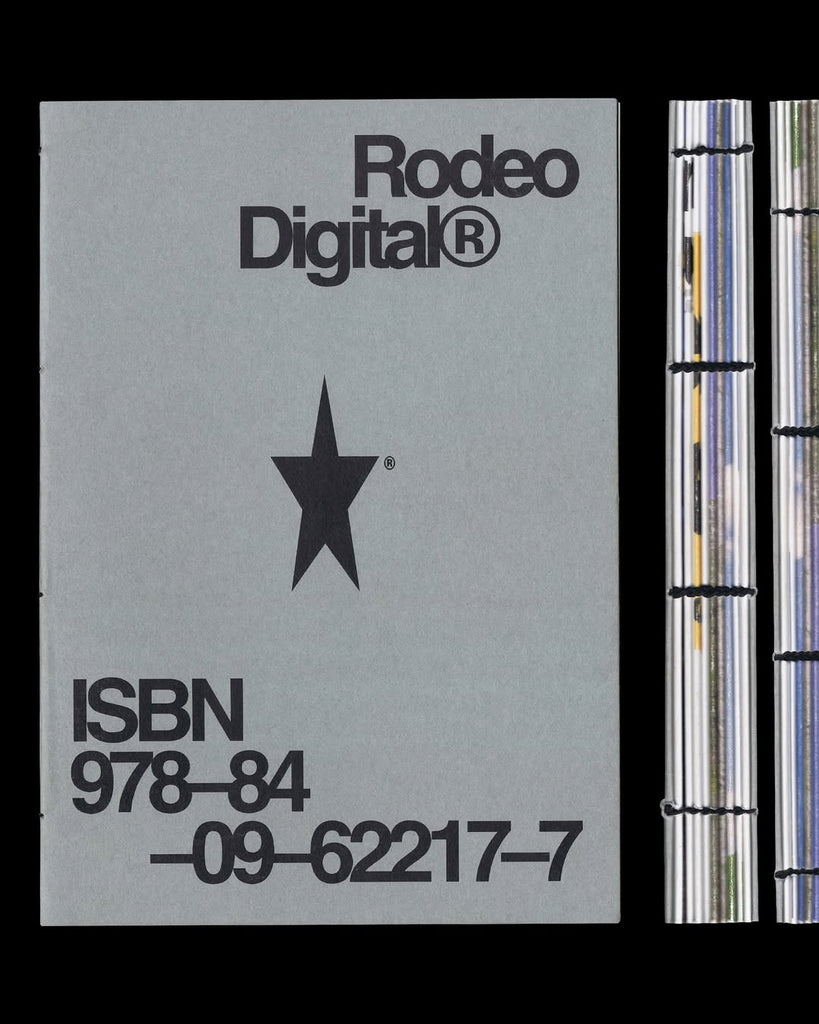 Rodeo
Digital®
®
ISBN
978–84
–09–62217–7